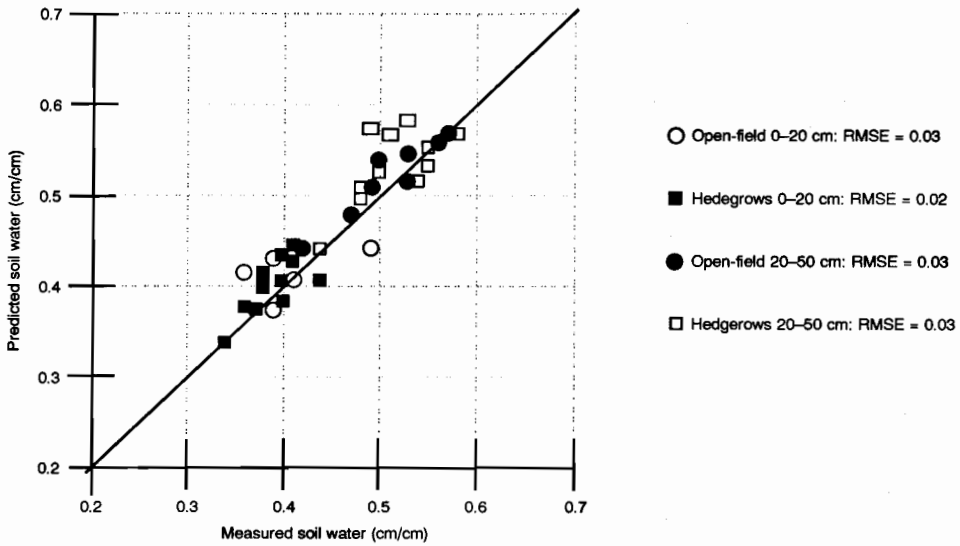 0.7
0.6
0.5
0.4
0.3
0.2
Predicted soil water (cm/cm)
0.2 0.3 0.4 0.5 0.6 0.7
Measured soil water (cm/cm)
Open-field 0–20 cm: RMSE = 0.03
Hedegrows 0–20 cm: RMSE = 0.02
Open-field 20–50 cm: RMSE = 0.03
Hedgerows 20–50 cm: RMSE = 0.03